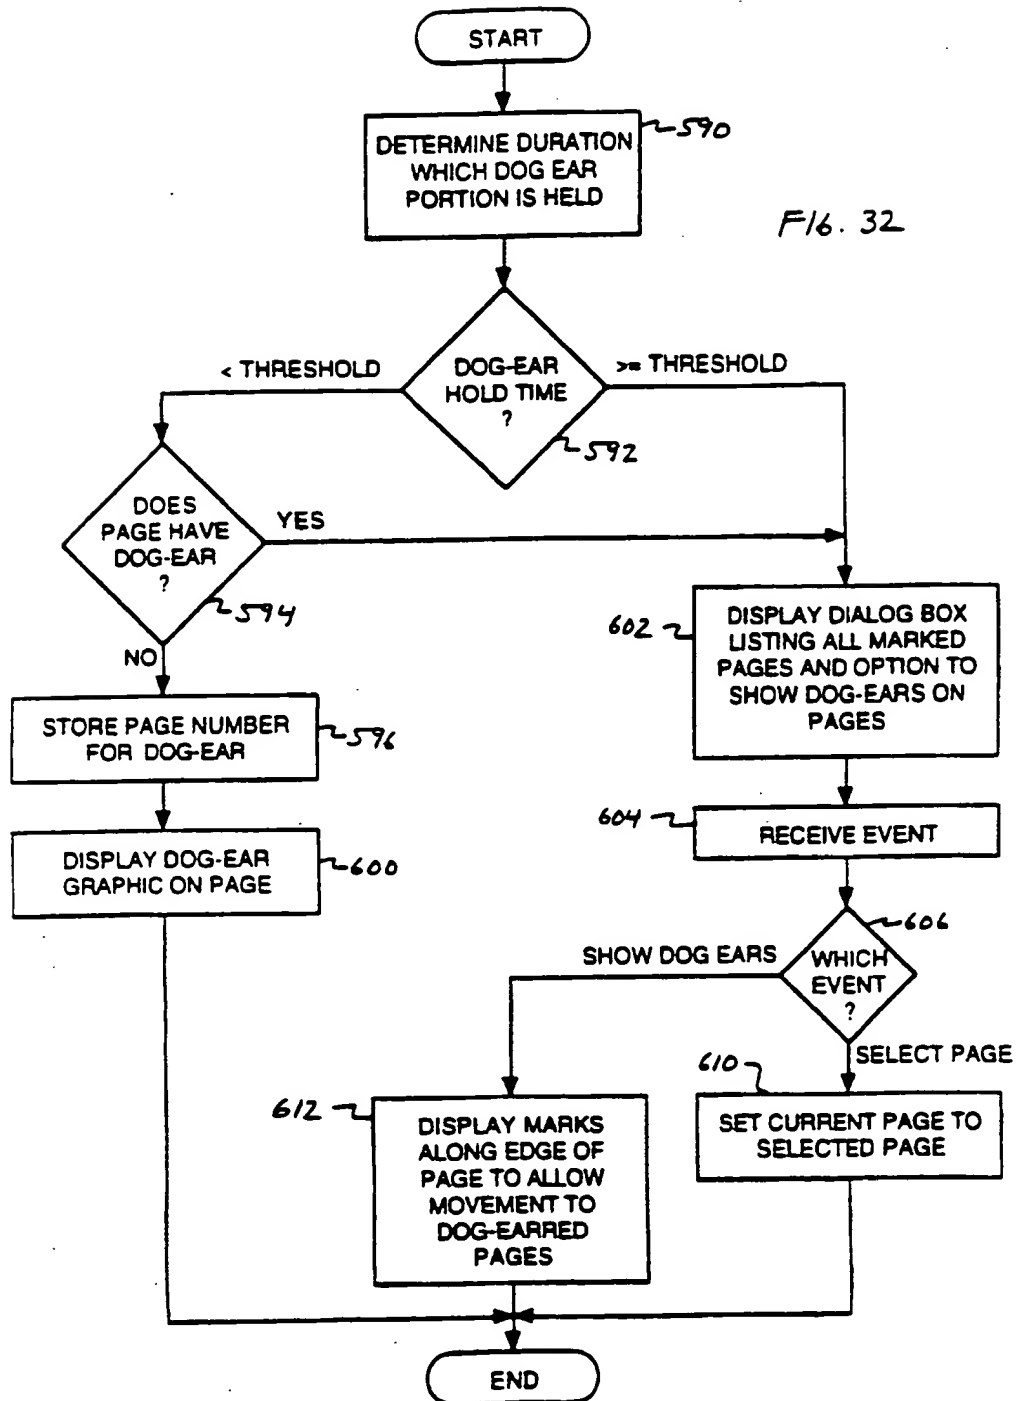 START
DETERMINE DURATION
WHICH DOG EAR
PORTION IS HELD
590
FIG. 32
< THRESHOLD
DOG-EAR
HOLD TIME
?
>= THRESHOLD
592
DOES
PAGE HAVE
DOG-EAR
?
YES
594
NO
602
DISPLAY DIALOG BOX
LISTING ALL MARKED
PAGES AND OPTION TO
SHOW DOG-EARS ON
PAGES
STORE PAGE NUMBER
FOR DOG-EAR
596
604
RECEIVE EVENT
DISPLAY DOG-EAR
GRAPHIC ON PAGE
600
606
SHOW DOG EARS
WHICH
EVENT
?
SELECT PAGE
610
SET CURRENT PAGE TO
SELECTED PAGE
612
DISPLAY MARKS
ALONG EDGE OF
PAGE TO ALLOW
MOVEMENT TO
DOG-EARRED
PAGES
END